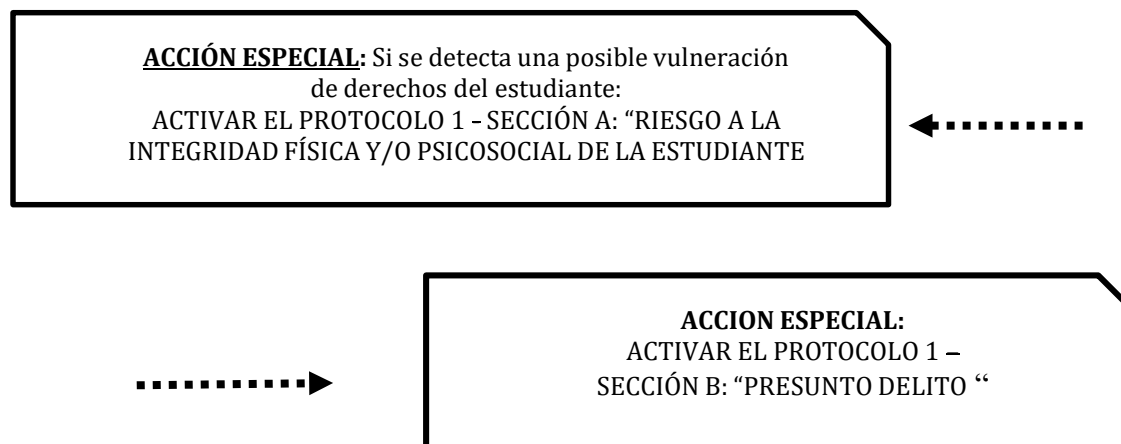 ACCIÓN ESPECIAL: Si se detecta una posible vulneración
de derechos del estudiante:
ACTIVAR EL PROTOCOLO 1 – SECCIÓN A: “RIESGO A LA
INTEGRIDAD FÍSICA Y/O PSICOSOCIAL DE LA ESTUDIANTE
ACCION ESPECIAL:
ACTIVAR EL PROTOCOLO 1 –
SECCIÓN B: “PRESUNTO DELITO “